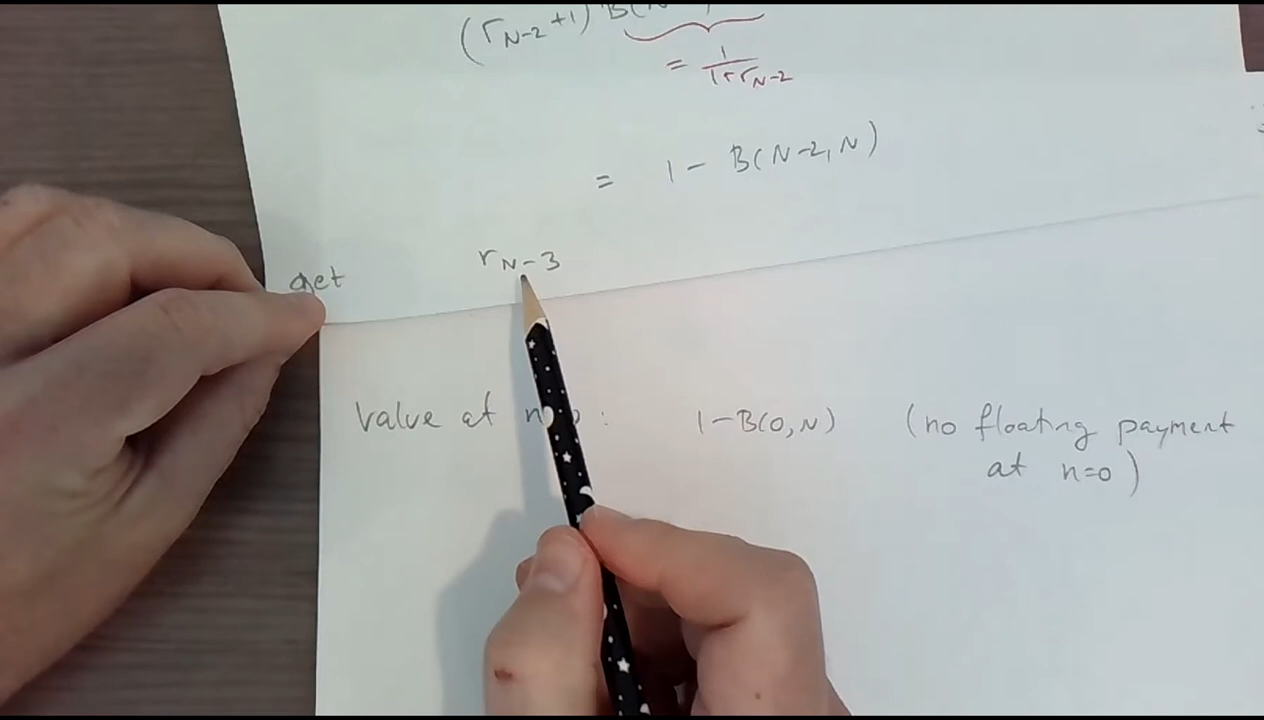 (r_{N-2}+1) B(N
= 1/(1+r_{N-2})
= 1 - B(N-2, N)
get r_{N-3}
Value at n : 1-B(0,N) (no floating payment
at n=0)